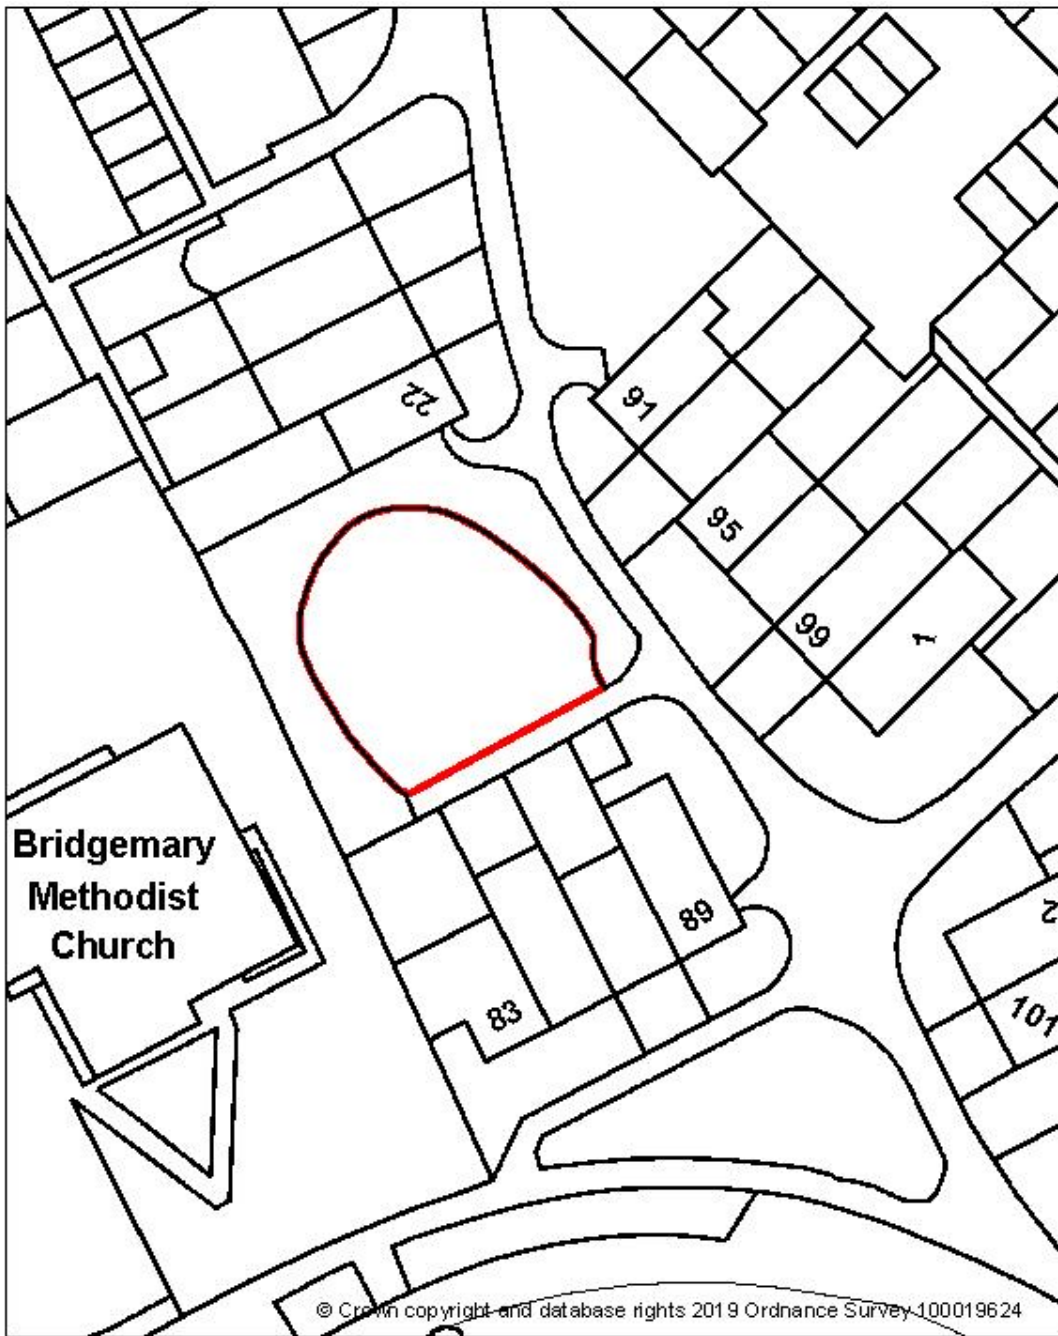 22
91
95
99
1
Bridgemary
Methodist
Church
89
2
83
101
© Crown copyright and database rights 2019 Ordnance Survey 100019624